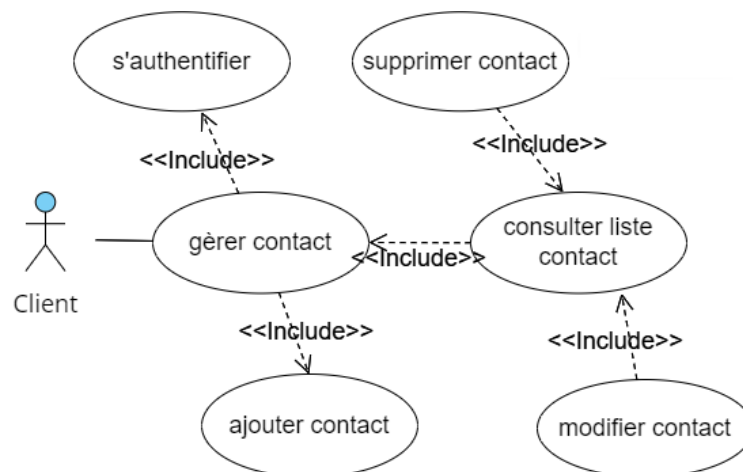 s'authentifier
supprimer contact
<<Include>>
<<Include>>
gèrer contact
consulter liste
contact
<<Include>>
Client
<<Include>>
<<Include>>
ajouter contact
modifier contact